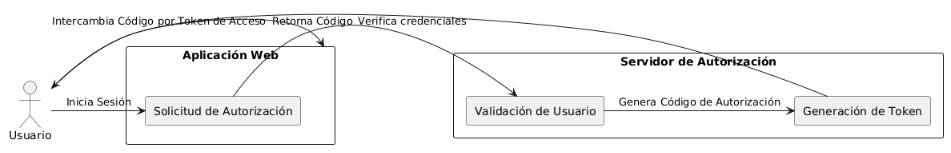 Intercambia Código por Token de Acceso
Retorna Código
Verifica credenciales
Aplicación Web
Servidor de Autorización
Inicia Sesión
Solicitud de Autorización
Validación de Usuario
Genera Código de Autorización
Generación de Token
Usuario